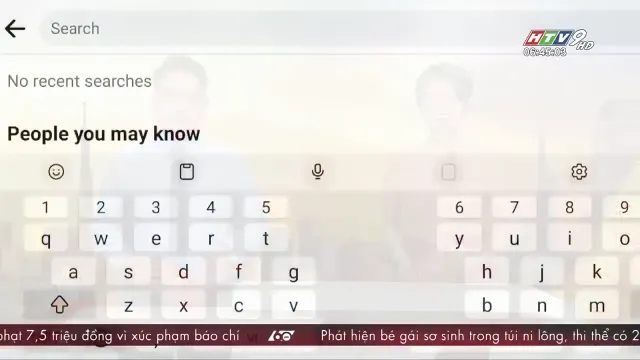 Search
HTV9 HD
06:45:03
No recent searches
People you may know
1 2 3 4 5 6 7 8 9
q w e r t y u i o
a s d f g h j k
z x c v b n m
phạt 7,5 triệu đồng vì xúc phạm báo chí 60 Phát hiện bé gái sơ sinh trong túi ni lông, thi thể có 2